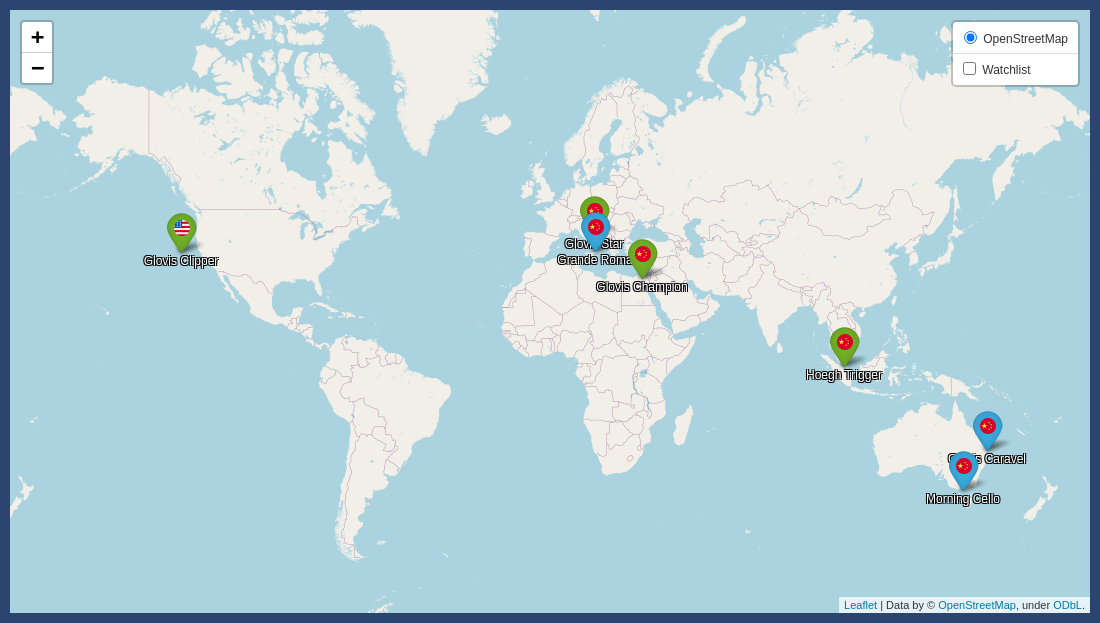 +
−
OpenStreetMap
Watchlist
Glovis Clipper
Glovis Star
Grande Roma
Glovis Champion
Hoegh Trigger
Caravel
Morning Cello
Leaflet | Data by © OpenStreetMap, under ODbL.